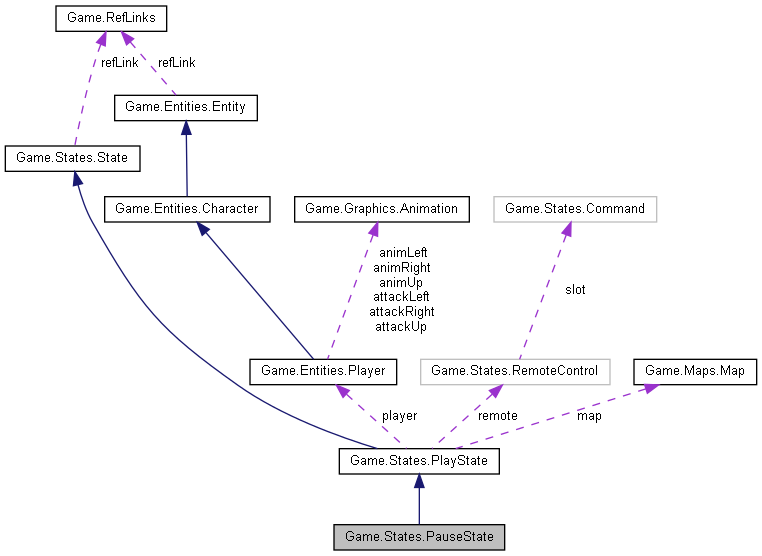 Game.RefLinks
refLink
refLink
Game.Entities.Entity
Game.States.State
Game.Entities.Character
Game.Graphics.Animation
Game.States.Command
animLeft
animRight
animUp
attackLeft
attackRight
attackUp
slot
Game.Entities.Player
Game.States.RemoteControl
Game.Maps.Map
player
remote
map
Game.States.PlayState
Game.States.PauseState